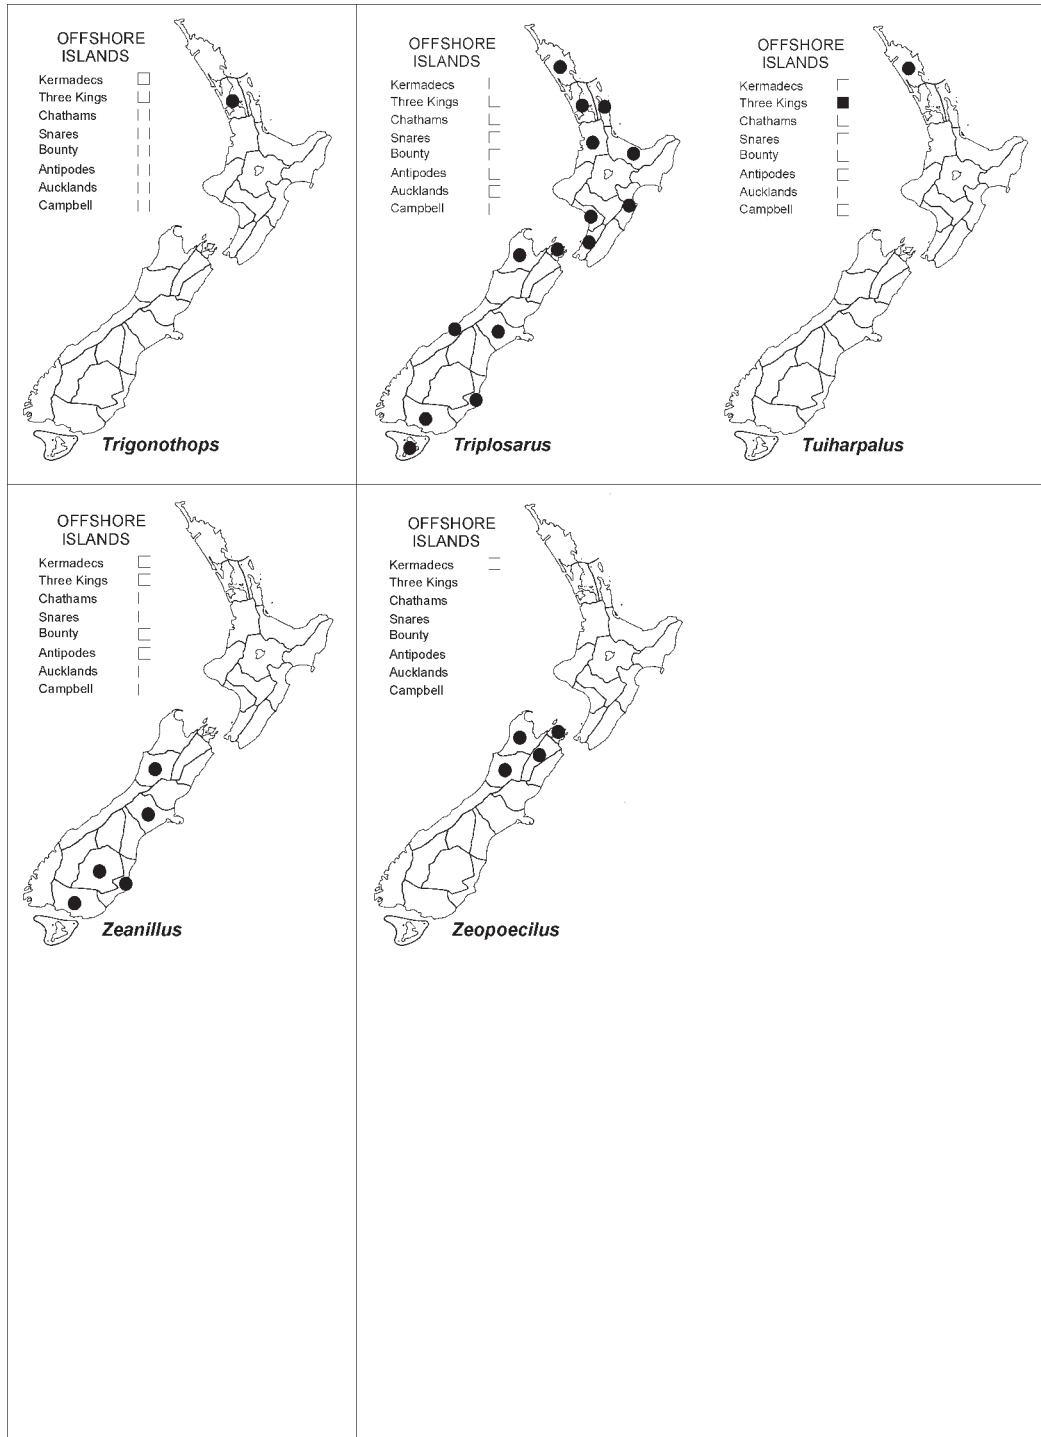 OFFSHORE
ISLANDS
Kermadecs
Three Kings
Chathams
Snares
Bounty
Antipodes
Aucklands
Campbell
Trigonothops
OFFSHORE
ISLANDS
Kermadecs
Three Kings
Chathams
Snares
Bounty
Antipodes
Aucklands
Campbell
Triplosarus
OFFSHORE
ISLANDS
Kermadecs
Three Kings
Chathams
Snares
Bounty
Antipodes
Aucklands
Campbell
Tuiharpalus
OFFSHORE
ISLANDS
Kermadecs
Three Kings
Chathams
Snares
Bounty
Antipodes
Aucklands
Campbell
Zeanillus
OFFSHORE
ISLANDS
Kermadecs
Three Kings
Chathams
Snares
Bounty
Antipodes
Aucklands
Campbell
Zeopoecilus